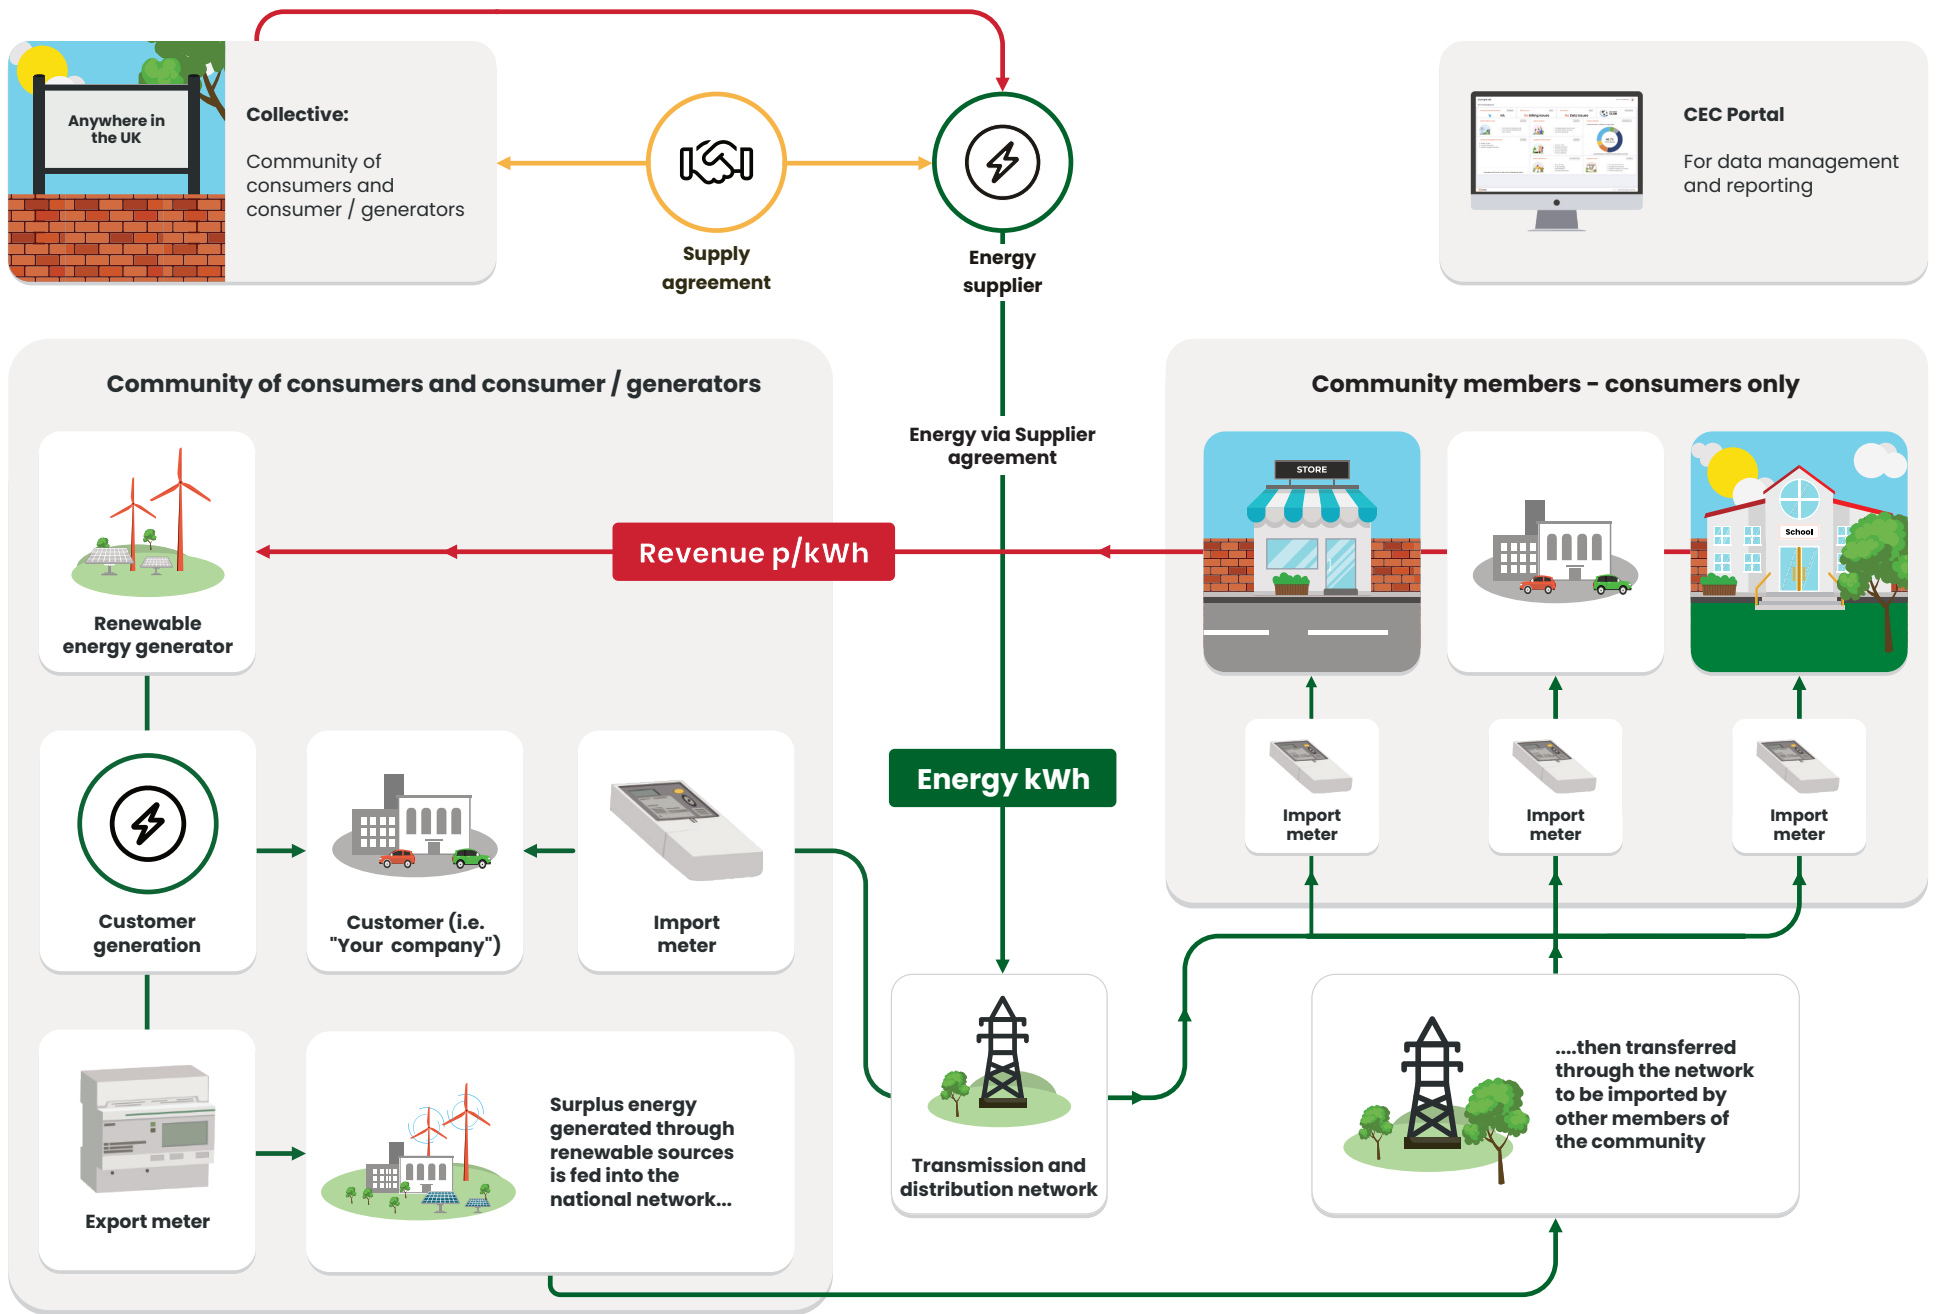 Anywhere in
the UK
Collective:
Community of
consumers and
consumer / generators
Supply
agreement
Energy
supplier
CEC Portal
For data management
and reporting
Community of consumers and consumer / generators
Renewable
energy generator
Customer
generation
Customer (i.e.
"Your company")
Import
meter
Export meter
Surplus energy
generated through
renewable sources
is fed into the
national network...
Energy via Supplier
agreement
Revenue p/kWh
Energy kWh
Transmission and
distribution network
Community members - consumers only
STORE
School
Import
meter
Import
meter
Import
meter
....then transferred
through the network
to be imported by
other members of
the community